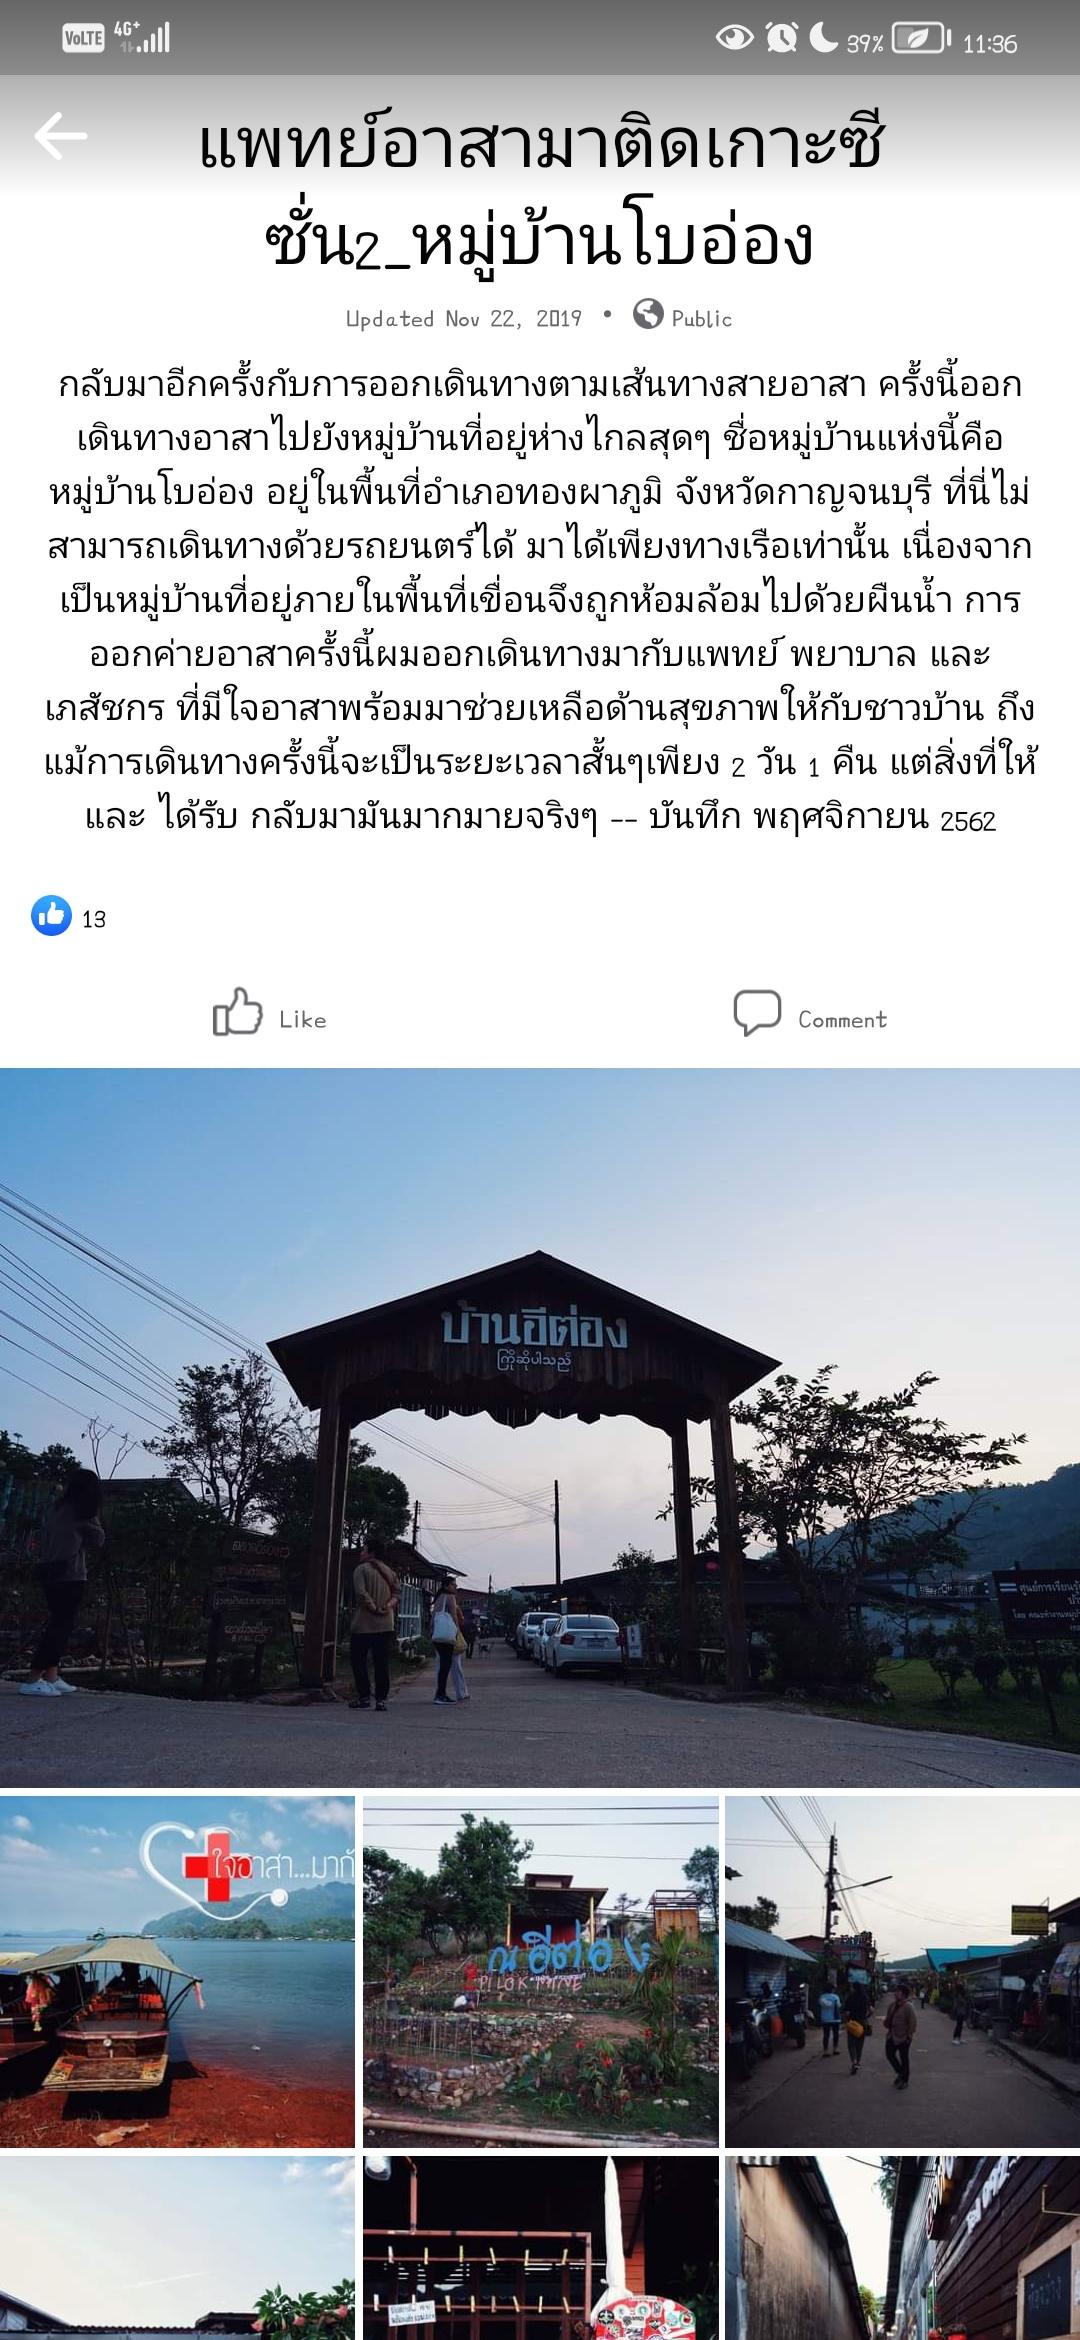 VoLTE 4G+ 39% 11:36
แพทย์อาสามาติดเกาะซี
ซั่น2_หมู่บ้านโบอ่อง
Updated Nov 22, 2019 • Public
กลับมาอีกครั้งกับการออกเดินทางตามเส้นทางสายอาสา ครั้งนี้ออก
เดินทางอาสาไปยังหมู่บ้านที่อยู่ห่างไกลสุดๆ ชื่อหมู่บ้านแห่งนี้คือ
หมู่บ้านโบอ่อง อยู่ในพื้นที่อำเภอทองผาภูมิ จังหวัดกาญจนบุรี ที่นี่ไม่
สามารถเดินทางด้วยรถยนตร์ได้ มาได้เพียงทางเรือเท่านั้น เนื่องจาก
เป็นหมู่บ้านที่อยู่ภายในพื้นที่เขื่อนจึงถูกห้อมล้อมไปด้วยผืนน้ำ การ
ออกค่ายอาสาครั้งนี้ผมออกเดินทางมากับแพทย์ พยาบาล และ
เภสัชกร ที่มีใจอาสาพร้อมมาช่วยเหลือด้านสุขภาพให้กับชาวบ้าน ถึง
แม้การเดินทางครั้งนี้จะเป็นระยะเวลาสั้นๆเพียง 2 วัน 1 คืน แต่สิ่งที่ให้
และ ได้รับ กลับมามันมากมายจริงๆ -- บันทึก พฤศจิกายน 2562
13
Like Comment
บ้านอีต่อง
ကြိုဆိုပါသည်
ศูนย์การเรียนรู้
ใจอาสา...มากั
ณ อีต่อง
PILOK MINE